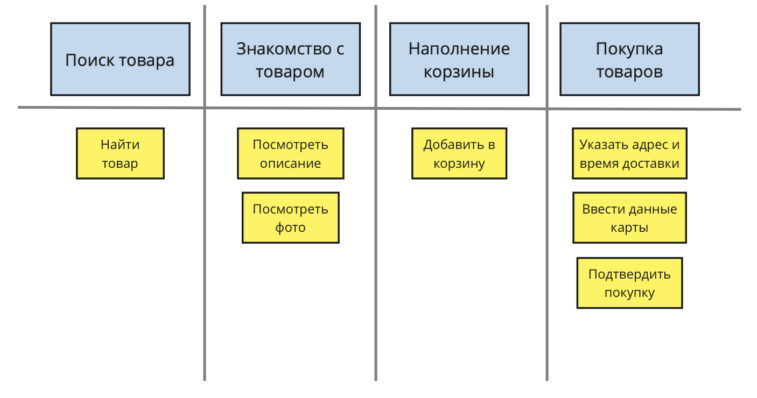 Поиск товара
Знакомство с
товаром
Наполнение
корзины
Покупка
товаров
Найти
товар
Посмотреть
описание
Посмотреть
фото
Добавить в
корзину
Указать адрес и
время доставки
Ввести данные
карты
Подтвердить
покупку